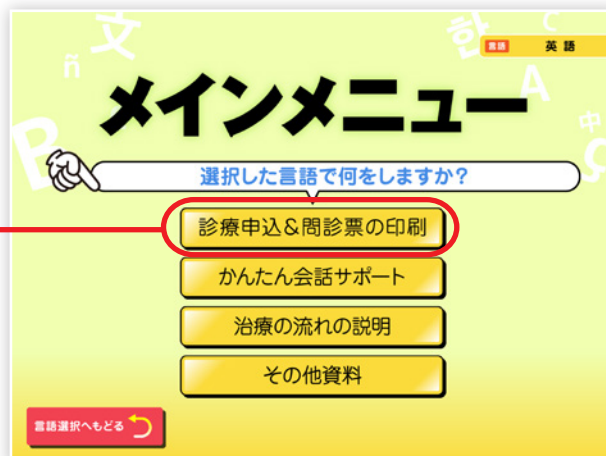 文
한
C
ñ
言語 英語
A
メインメニュー
B
中
選択した言語で何をしますか?
診療申込&問診票の印刷
かんたん会話サポート
治療の流れの説明
その他資料
言語選択へもどる